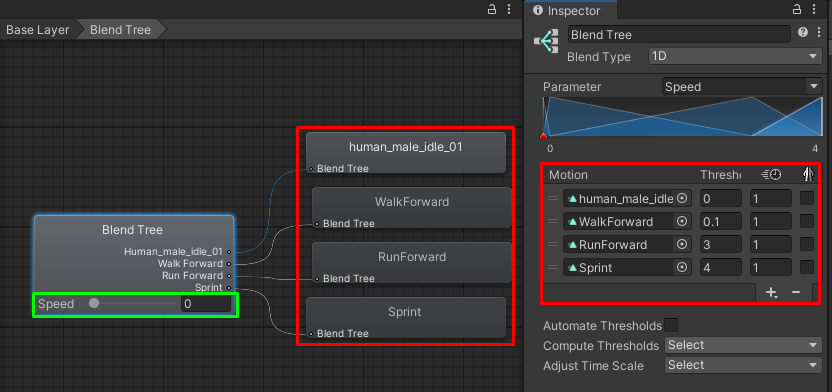 Base Layer
Blend Tree
human_male_idle_01
Blend Tree
WalkForward
Blend Tree
RunForward
Blend Tree
Sprint
Blend Tree
Blend Tree
Human_male_idle_01
Walk Forward
Run Forward
Sprint
Speed 0
Inspector
Blend Tree
Blend Type 1D
Parameter Speed
0 4
Motion Thresho
human_male_idle 0 1
WalkForward 0.1 1
RunForward 3 1
Sprint 4 1
Automate Thresholds
Compute Thresholds Select
Adjust Time Scale Select